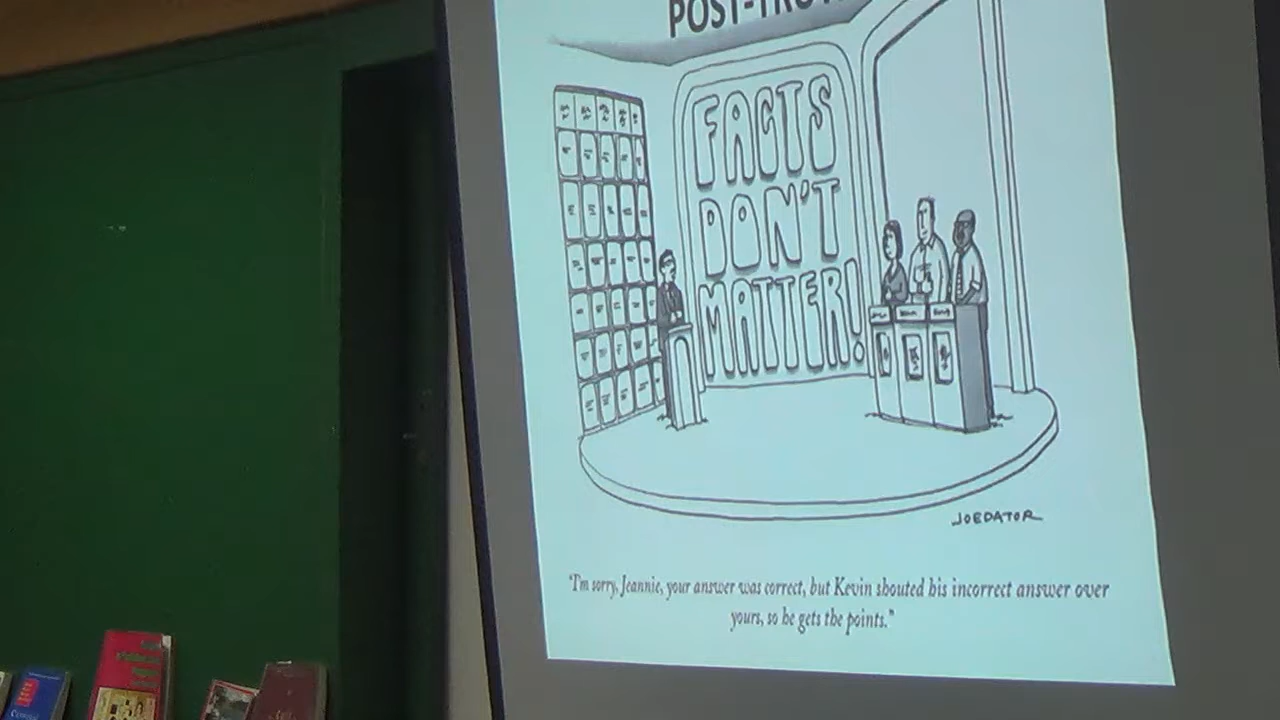 POST-TRUTH
FACTS
DON'T
MATTER!
JOEDATOR
"I'm sorry, Jeannie, your answer was correct, but Kevin shouted his incorrect answer over
yours, so he gets the points."